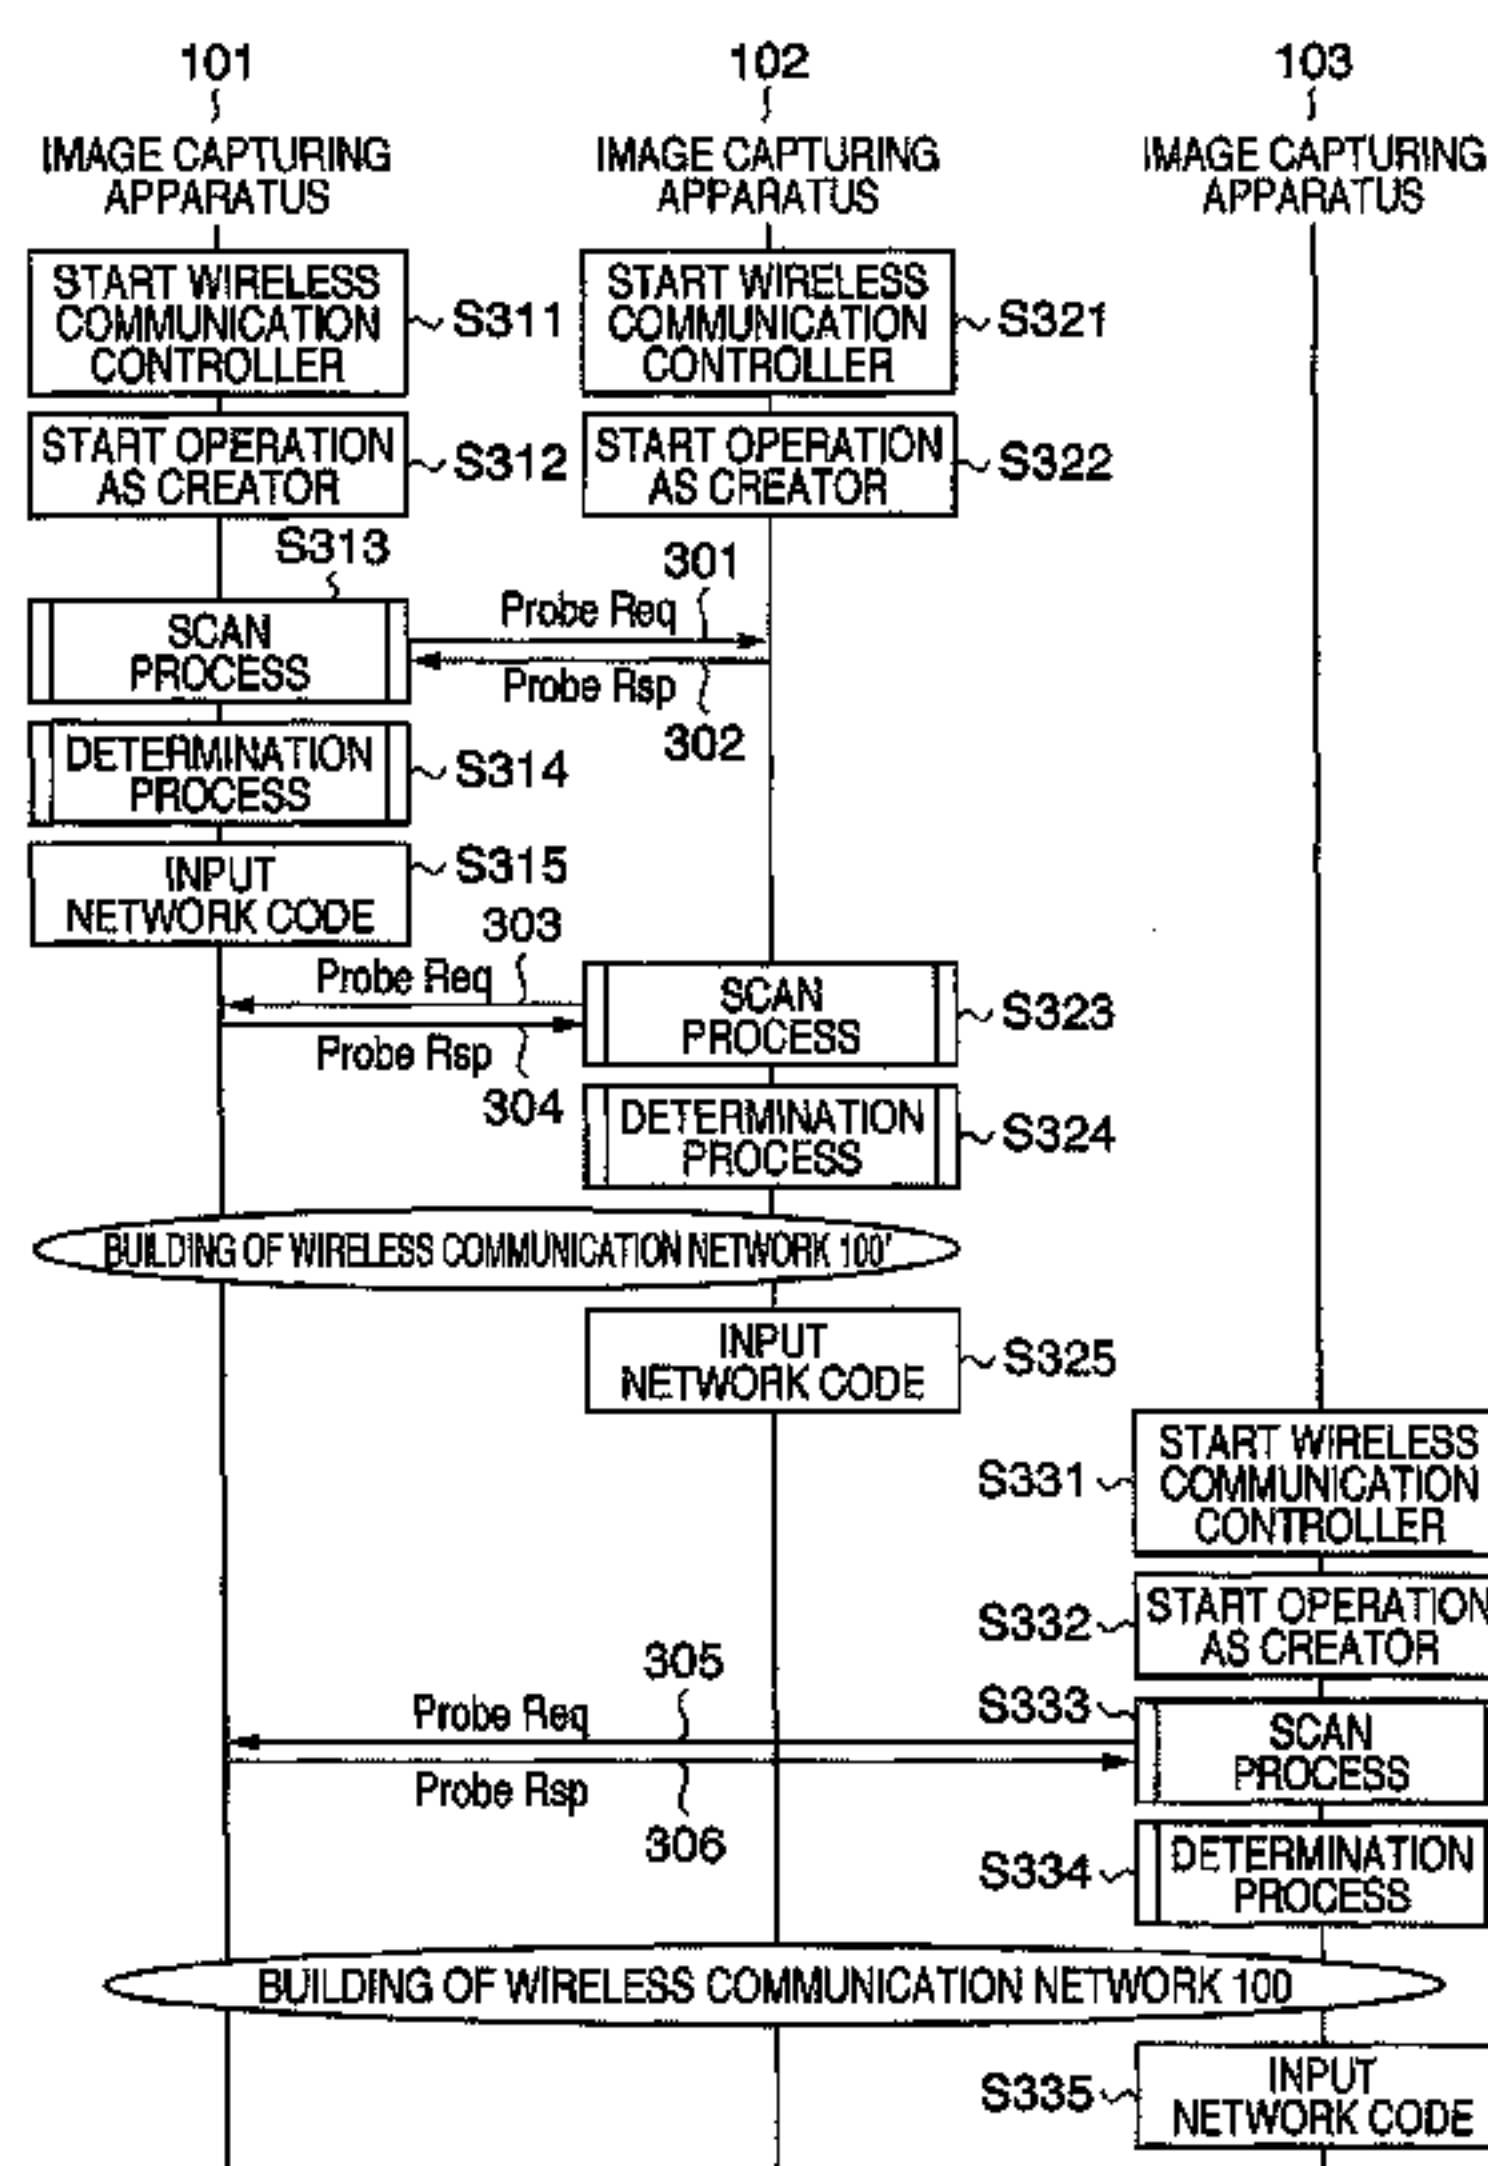 101
102
103
IMAGE CAPTURING
APPARATUS
IMAGE CAPTURING
APPARATUS
IMAGE CAPTURING
APPARATUS
START WIRELESS
COMMUNICATION
CONTROLLER
S311
START WIRELESS
COMMUNICATION
CONTROLLER
S321
START OPERATION
AS CREATOR
S312
START OPERATION
AS CREATOR
S322
S313
SCAN
PROCESS
301
Probe Req
Probe Rsp
302
DETERMINATION
PROCESS
S314
INPUT
NETWORK CODE
S315
303
Probe Req
Probe Rsp
304
SCAN
PROCESS
S323
DETERMINATION
PROCESS
S324
BUILDING OF WIRELESS COMMUNICATION NETWORK 100'
INPUT
NETWORK CODE
S325
S331
START WIRELESS
COMMUNICATION
CONTROLLER
S332
START OPERATION
AS CREATOR
305
Probe Req
Probe Rsp
306
S333
SCAN
PROCESS
S334
DETERMINATION
PROCESS
BUILDING OF WIRELESS COMMUNICATION NETWORK 100
S335
INPUT
NETWORK CODE